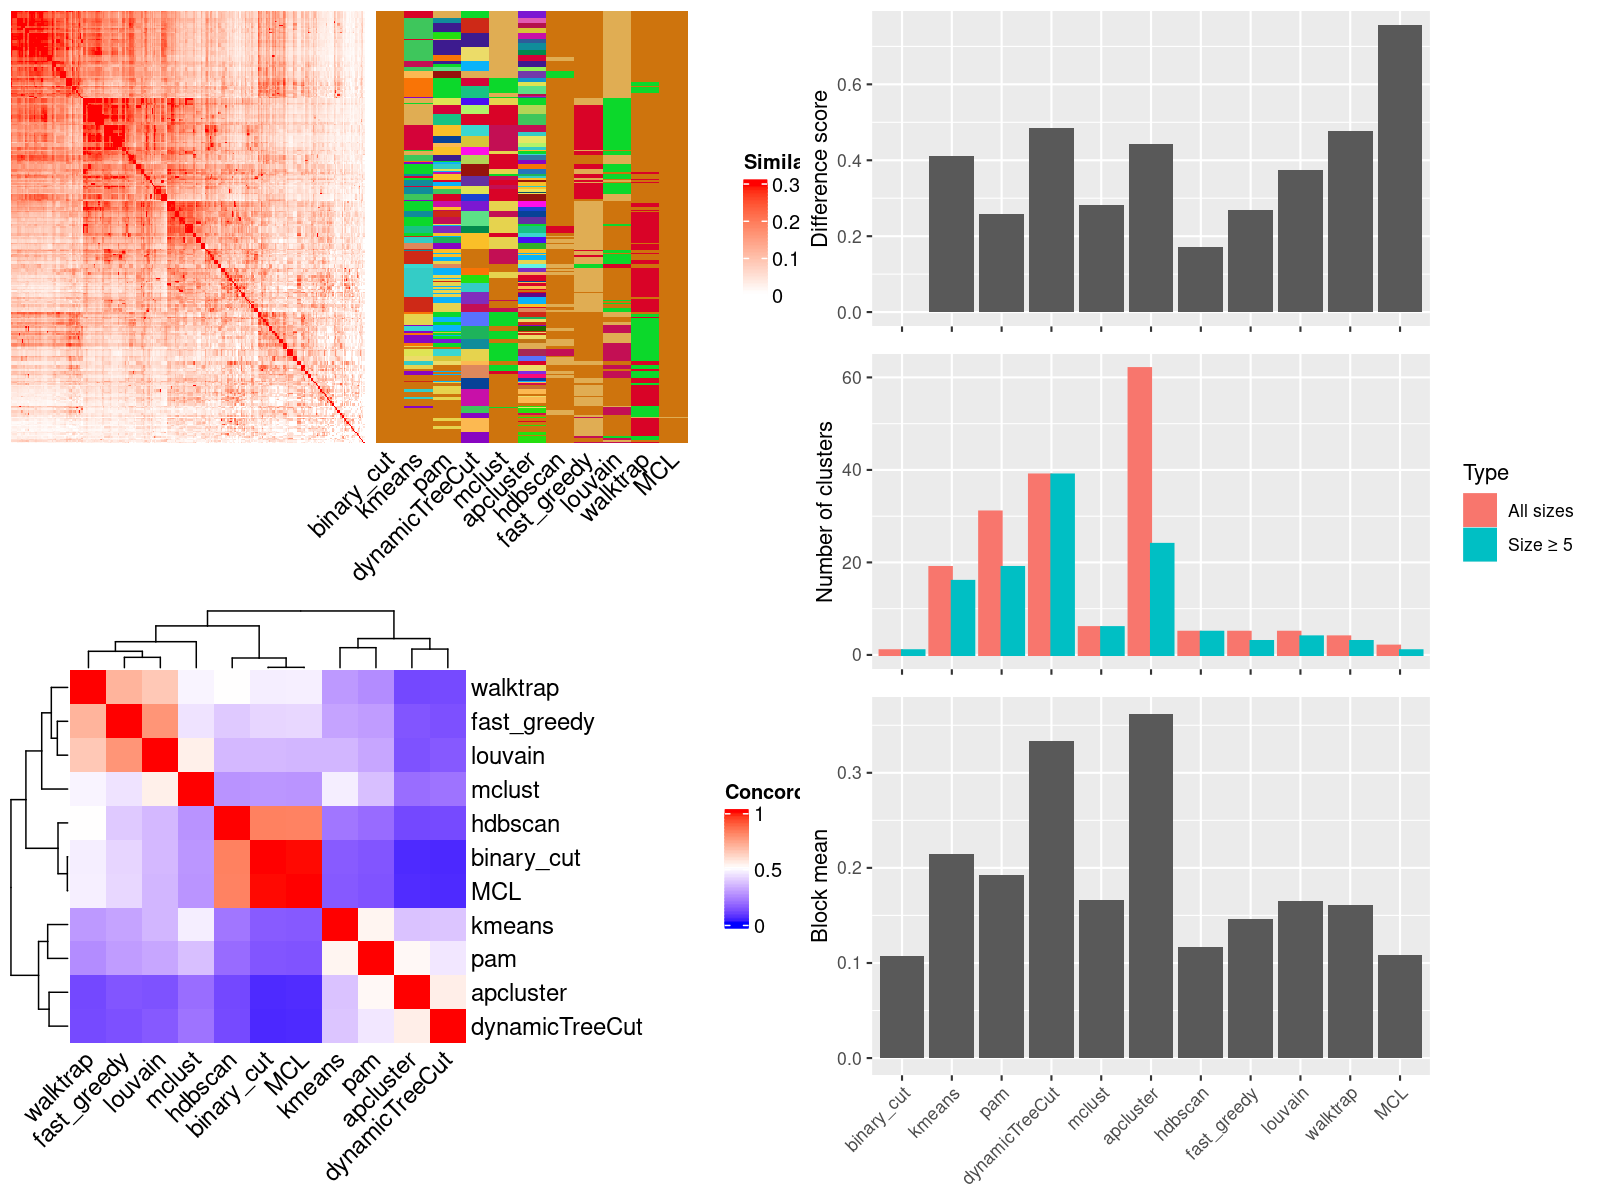 Simila
0.3
0.2
0.1
0
binary_cut
kmeans
pam
dynamicTreeCut
mclust
apcluster
hdbscan
fast_greedy
louvain
walktrap
MCL
walktrap
fast_greedy
louvain
mclust
hdbscan
binary_cut
MCL
kmeans
pam
apcluster
dynamicTreeCut
walktrap
fast_greedy
louvain
mclust
hdbscan
binary_cut
MCL
kmeans
pam
apcluster
dynamicTreeCut
Concord
1
0.5
0
Difference score
0.6
0.4
0.2
0.0
Number of clusters
60
40
20
0
Type
All sizes
Size ≥ 5
Block mean
0.3
0.2
0.1
0.0
binary_cut
kmeans
pam
dynamicTreeCut
mclust
apcluster
hdbscan
fast_greedy
louvain
walktrap
MCL